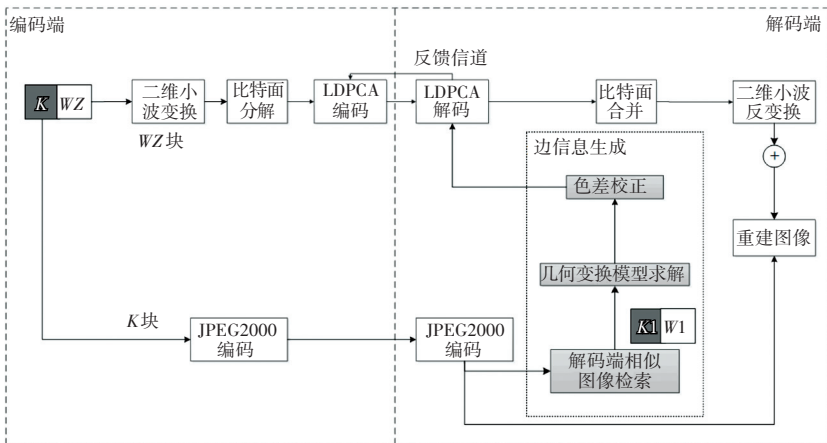 编码端
解码端
反馈信道
K WZ
二维小
波变换
比特面
分解
LDPCA
编码
LDPCA
解码
比特面
合并
二维小波
反变换
WZ块
边信息生成
+
色差校正
重建图像
几何变换模型求解
K块
K1 W1
JPEG2000
编码
JPEG2000
编码
解码端相似
图像检索